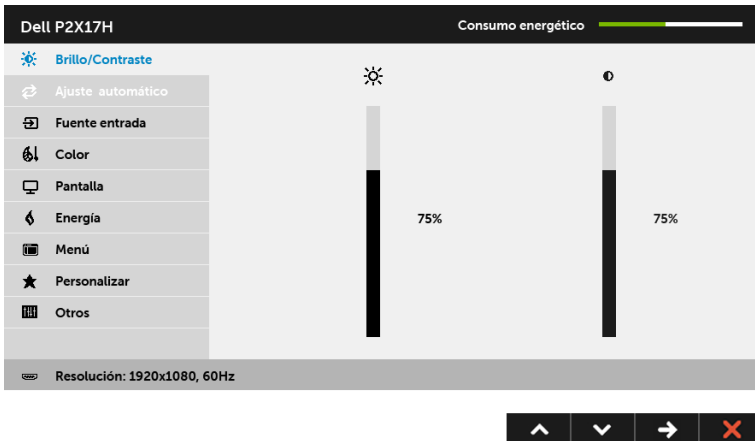 Dell P2X17H
Consumo energético
Brillo/Contraste
Ajuste automático
Fuente entrada
Color
Pantalla
Energía
Menú
Personalizar
Otros
75%
75%
Resolución: 1920x1080, 60Hz